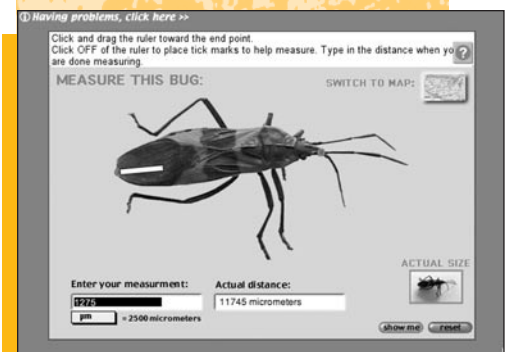 Having problems, click here >>
Click and drag the ruler toward the end point.
Click OFF of the ruler to place tick marks to help measure. Type in the distance when yo
are done measuring.
MEASURE THIS BUG:
SWITCH TO MAP:
ACTUAL SIZE
Enter your measurment:
Actual distance:
1275
11745 micrometers
µm
= 2500 micrometers
show me
reset